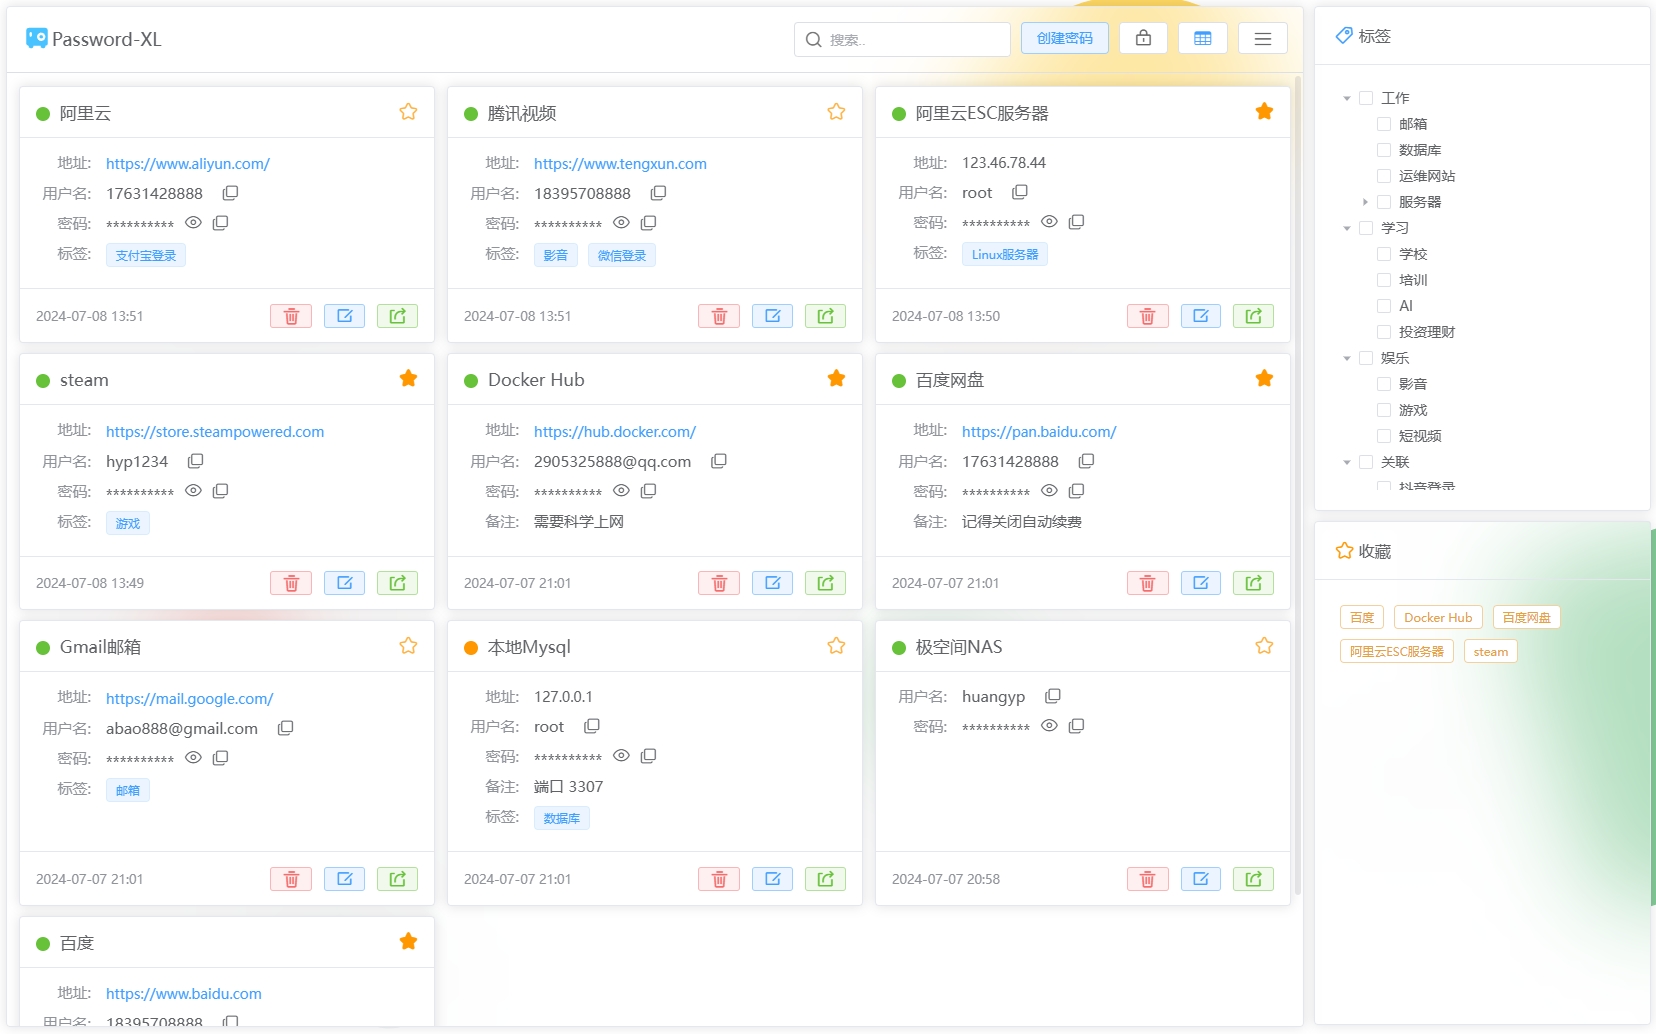 Password-XL
搜索..
创建密码
阿里云
地址: https://www.aliyun.com/
用户名: 17631428888
密码: **********
标签: 支付宝登录
2024-07-08 13:51
腾讯视频
地址: https://www.tengxun.com
用户名: 18395708888
密码: **********
标签: 影音 微信登录
2024-07-08 13:51
阿里云ESC服务器
地址: 123.46.78.44
用户名: root
密码: **********
标签: Linux服务器
2024-07-08 13:50
steam
地址: https://store.steampowered.com
用户名: hyp1234
密码: **********
标签: 游戏
2024-07-08 13:49
Docker Hub
地址: https://hub.docker.com/
用户名: 2905325888@qq.com
密码: **********
备注: 需要科学上网
2024-07-07 21:01
百度网盘
地址: https://pan.baidu.com/
用户名: 17631428888
密码: **********
备注: 记得关闭自动续费
2024-07-07 21:01
Gmail邮箱
地址: https://mail.google.com/
用户名: abao888@gmail.com
密码: **********
标签: 邮箱
2024-07-07 21:01
本地Mysql
地址: 127.0.0.1
用户名: root
密码: **********
备注: 端口 3307
标签: 数据库
2024-07-07 21:01
极空间NAS
用户名: huangyp
密码: **********
2024-07-07 20:58
百度
地址: https://www.baidu.com
用户名: 18395708888
标签
工作
邮箱
数据库
运维网站
服务器
学习
学校
培训
AI
投资理财
娱乐
影音
游戏
短视频
关联
抖音登录
收藏
百度 Docker Hub 百度网盘
阿里云ESC服务器 steam